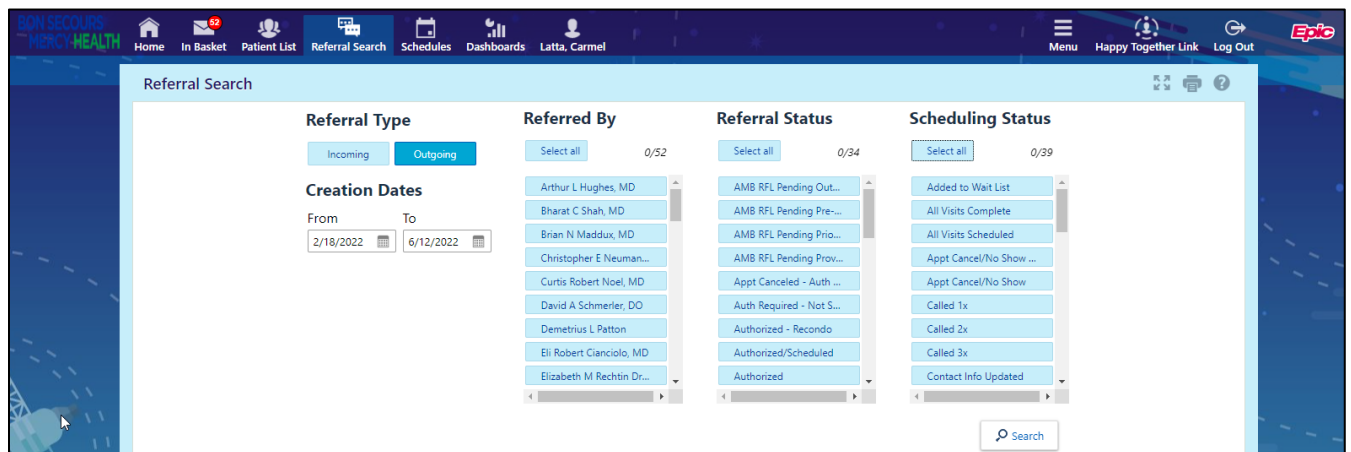 BON SECOURS
MERCY HEALTH
Home
52
In Basket
Patient List
Referral Search
Schedules
Dashboards
Latta, Carmel
Menu
Happy Together Link
Log Out
Epic
Referral Search
Referral Type
Incoming
Outgoing
Creation Dates
From
To
2/18/2022
6/12/2022
Referred By
Select all
0/52
Arthur L Hughes, MD
Bharat C Shah, MD
Brian N Maddux, MD
Christopher E Neuman...
Curtis Robert Noel, MD
David A Schmerler, DO
Demetrius L Patton
Eli Robert Cianciolo, MD
Elizabeth M Rechtin Dr...
Referral Status
Select all
0/34
AMB RFL Pending Out...
AMB RFL Pending Pre-...
AMB RFL Pending Prio...
AMB RFL Pending Prov...
Appt Canceled - Auth ...
Auth Required - Not S...
Authorized - Recondo
Authorized/Scheduled
Authorized
Scheduling Status
Select all
0/39
Added to Wait List
All Visits Complete
All Visits Scheduled
Appt Cancel/No Show ...
Appt Cancel/No Show
Called 1x
Called 2x
Called 3x
Contact Info Updated
Search